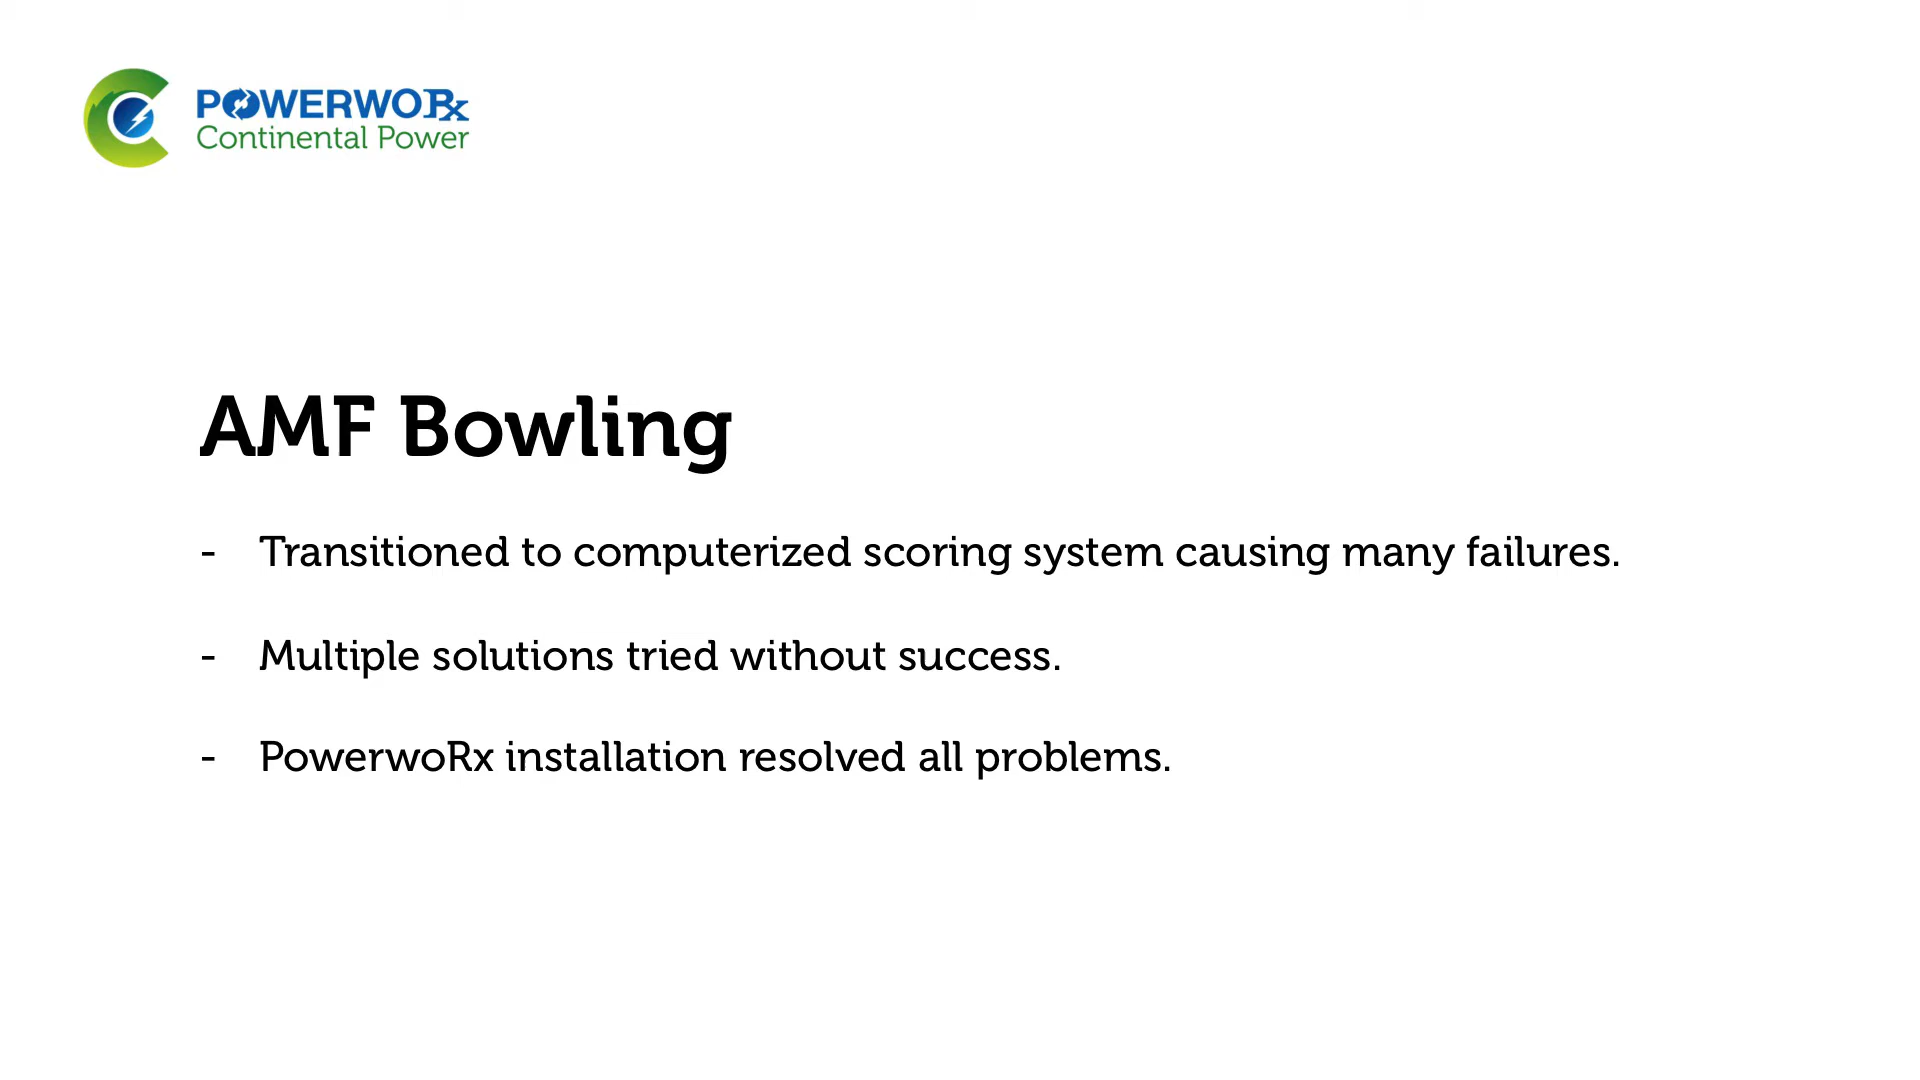 POWERWORx
Continental Power
AMF Bowling
- Transitioned to computerized scoring system causing many failures.
- Multiple solutions tried without success.
- PowerwoRx installation resolved all problems.